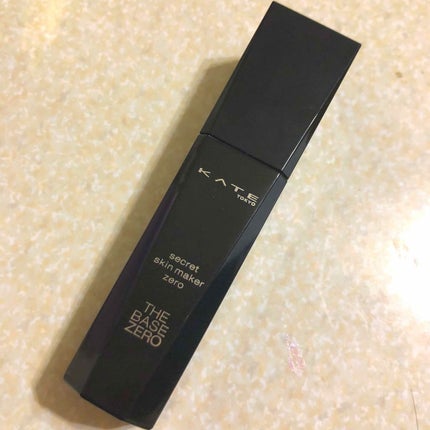 KATE
TOKYO
secret
skin maker
zero
THE
BASE
ZERO